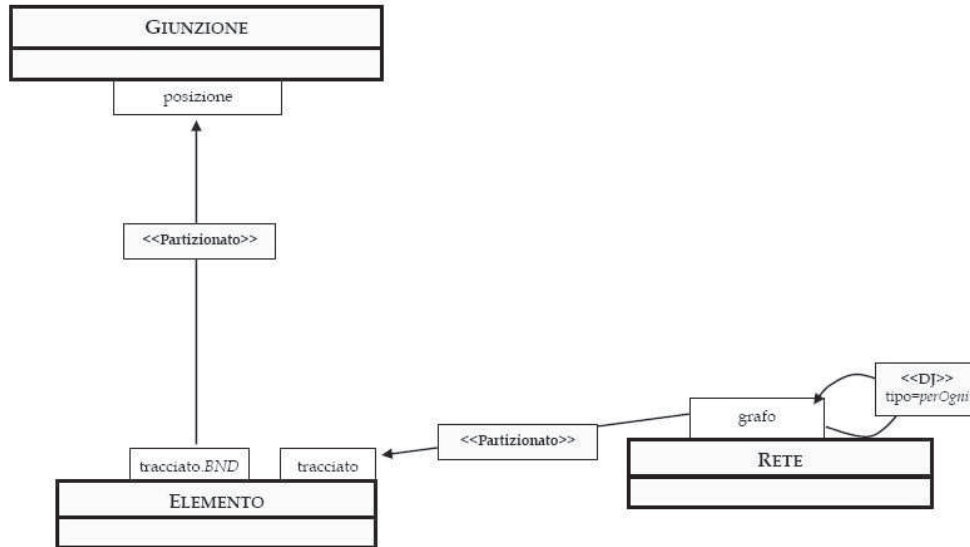 GIUNZIONE
posizione
<<Partizionato>>
<<DJ>>
tipo=perOgni
grafo
<<Partizionato>>
tracciato.BND
tracciato
RETE
ELEMENTO